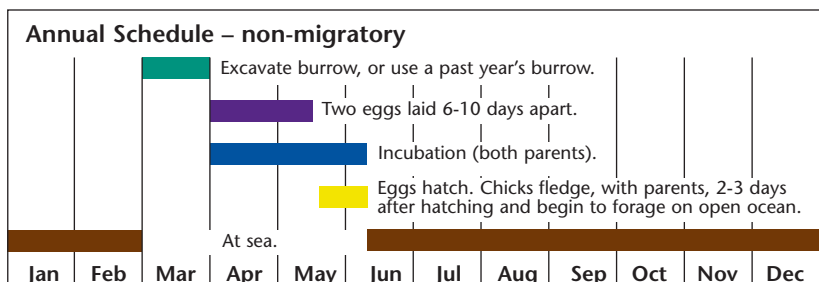 Annual Schedule – non-migratory
Excavate burrow, or use a past year's burrow.
Two eggs laid 6-10 days apart.
Incubation (both parents).
Eggs hatch. Chicks fledge, with parents, 2-3 days
after hatching and begin to forage on open ocean.
At sea.
Jan Feb Mar Apr May Jun Jul Aug Sep Oct Nov Dec